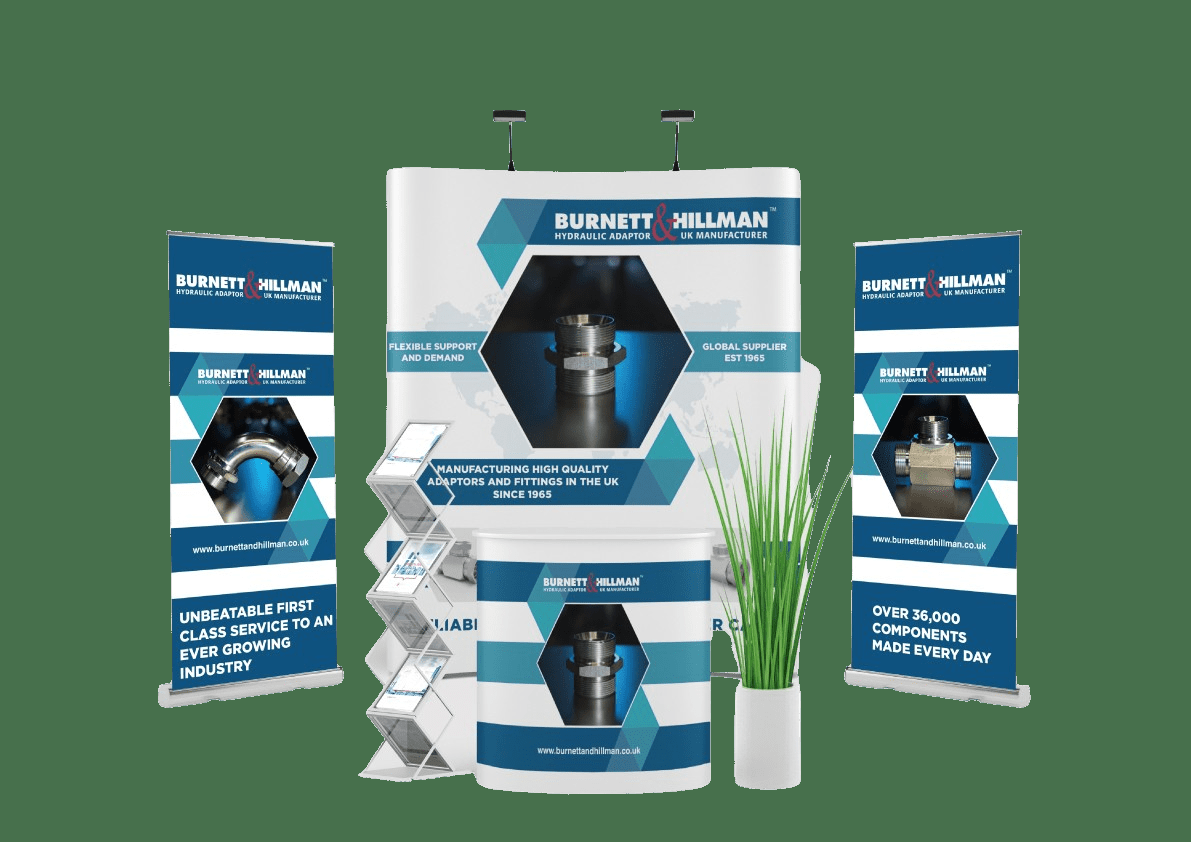 BURNETT & HILLMAN™
HYDRAULIC ADAPTOR UK MANUFACTURER
FLEXIBLE SUPPORT
AND DEMAND
GLOBAL SUPPLIER
EST 1965
MANUFACTURING HIGH QUALITY
ADAPTORS AND FITTINGS IN THE UK
SINCE 1965
BURNETT & HILLMAN™
HYDRAULIC ADAPTOR UK MANUFACTURER
BURNETT & HILLMAN™
HYDRAULIC ADAPTOR UK MANUFACTURER
www.burnettandhillman.co.uk
UNBEATABLE FIRST
CLASS SERVICE TO AN
EVER GROWING
INDUSTRY
BURNETT & HILLMAN™
HYDRAULIC ADAPTOR UK MANUFACTURER
www.burnettandhillman.co.uk
BURNETT & HILLMAN™
HYDRAULIC ADAPTOR UK MANUFACTURER
BURNETT & HILLMAN™
HYDRAULIC ADAPTOR UK MANUFACTURER
www.burnettandhillman.co.uk
OVER 36,000
COMPONENTS
MADE EVERY DAY